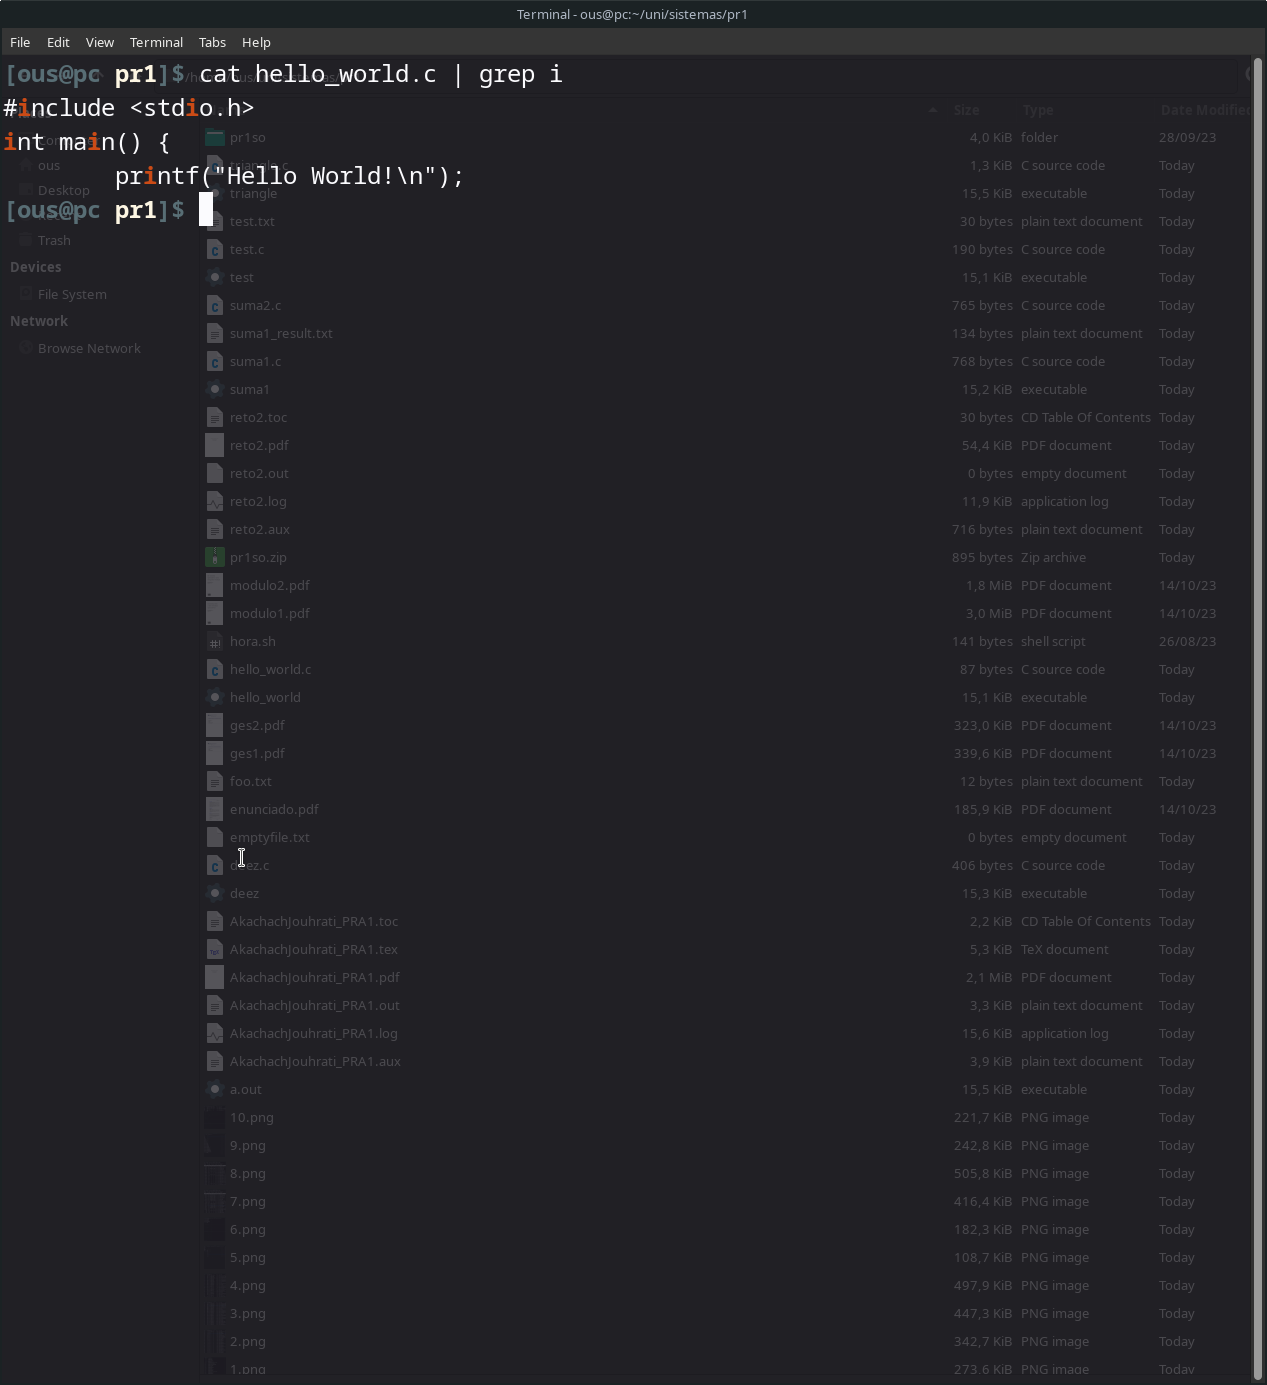 Terminal - ous@pc:~/uni/sistemas/pr1
File Edit View Terminal Tabs Help
[ous@pc pr1]$ cat hello_world.c | grep i
#include <stdio.h>
int main() {
printf("Hello World!\n");
[ous@pc pr1]$
Size Type Date Modified
ous
Desktop
Trash
Devices
File System
Network
Browse Network
pr1so 4,0 KiB folder 28/09/23
triangle.c 1,3 KiB C source code Today
triangle 15,5 KiB executable Today
test.txt 30 bytes plain text document Today
test.c 190 bytes C source code Today
test 15,1 KiB executable Today
suma2.c 765 bytes C source code Today
suma1_result.txt 134 bytes plain text document Today
suma1.c 768 bytes C source code Today
suma1 15,2 KiB executable Today
reto2.toc 30 bytes CD Table Of Contents Today
reto2.pdf 54,4 KiB PDF document Today
reto2.out 0 bytes empty document Today
reto2.log 11,9 KiB application log Today
reto2.aux 716 bytes plain text document Today
pr1so.zip 895 bytes Zip archive Today
modulo2.pdf 1,8 MiB PDF document 14/10/23
modulo1.pdf 3,0 MiB PDF document 14/10/23
hora.sh 141 bytes shell script 26/08/23
hello_world.c 87 bytes C source code Today
hello_world 15,1 KiB executable Today
ges2.pdf 323,0 KiB PDF document 14/10/23
ges1.pdf 339,6 KiB PDF document 14/10/23
foo.txt 12 bytes plain text document Today
enunciado.pdf 185,9 KiB PDF document 14/10/23
emptyfile.txt 0 bytes empty document Today
deez.c 406 bytes C source code Today
deez 15,3 KiB executable Today
AkachachJouhrati_PRA1.toc 2,2 KiB CD Table Of Contents Today
AkachachJouhrati_PRA1.tex 5,3 KiB TeX document Today
AkachachJouhrati_PRA1.pdf 2,1 MiB PDF document Today
AkachachJouhrati_PRA1.out 3,3 KiB plain text document Today
AkachachJouhrati_PRA1.log 15,6 KiB application log Today
AkachachJouhrati_PRA1.aux 3,9 KiB plain text document Today
a.out 15,5 KiB executable Today
10.png 221,7 KiB PNG image Today
9.png 242,8 KiB PNG image Today
8.png 505,8 KiB PNG image Today
7.png 416,4 KiB PNG image Today
6.png 182,3 KiB PNG image Today
5.png 108,7 KiB PNG image Today
4.png 497,9 KiB PNG image Today
3.png 447,3 KiB PNG image Today
2.png 342,7 KiB PNG image Today
1.png 273,6 KiB PNG image Today